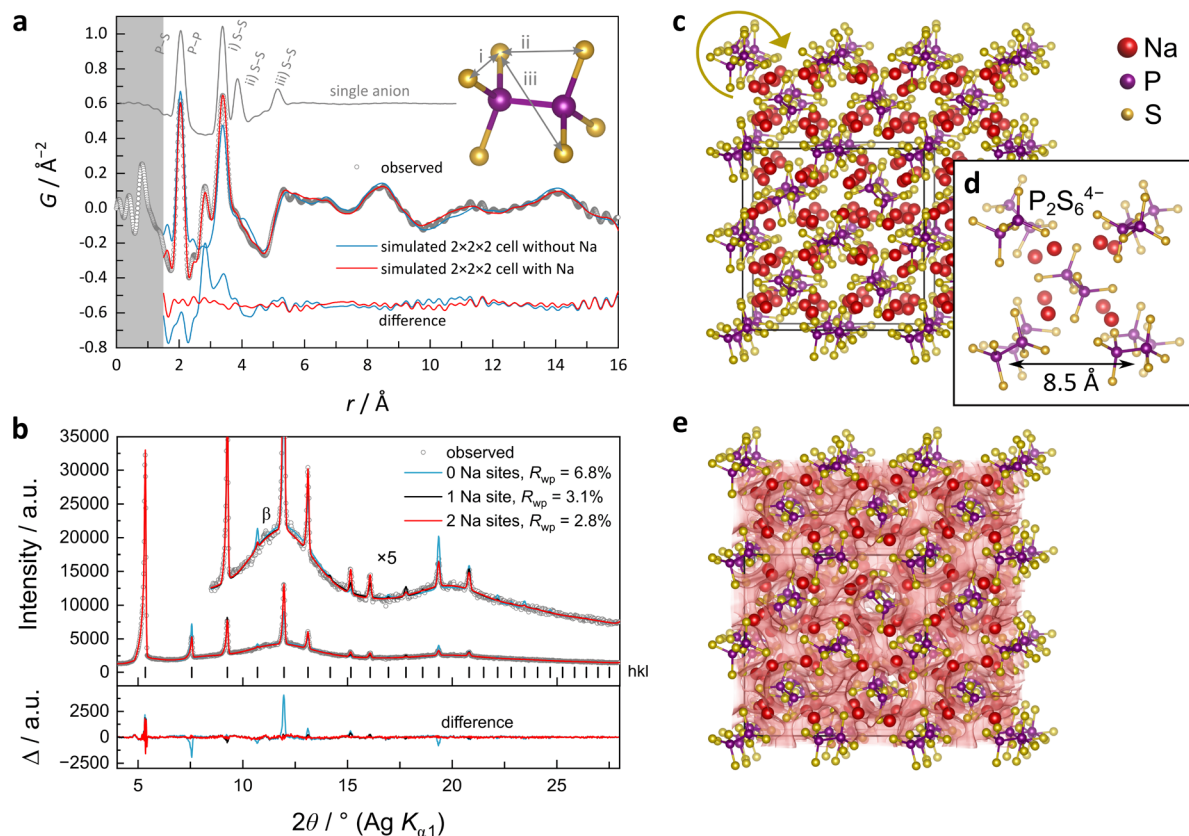 a
P–S
P–P
i) S–S
ii) S–S
iii) S–S
single anion
i
ii
iii
observed
simulated 2×2×2 cell without Na
simulated 2×2×2 cell with Na
difference
1.0
0.8
0.6
0.4
0.2
0.0
-0.2
-0.4
-0.6
-0.8
G / Å⁻²
0 2 4 6 8 10 12 14 16
r / Å
b
35000
30000
25000
20000
15000
10000
5000
0
Intensity / a.u.
observed
0 Na sites, Rwp = 6.8%
1 Na site, Rwp = 3.1%
2 Na sites, Rwp = 2.8%
β
×5
hkl
2500
0
−2500
Δ / a.u.
difference
5 10 15 20 25
2θ / ° (Ag Kα1)
c
Na
P
S
d
P₂S₆⁴⁻
8.5 Å
e